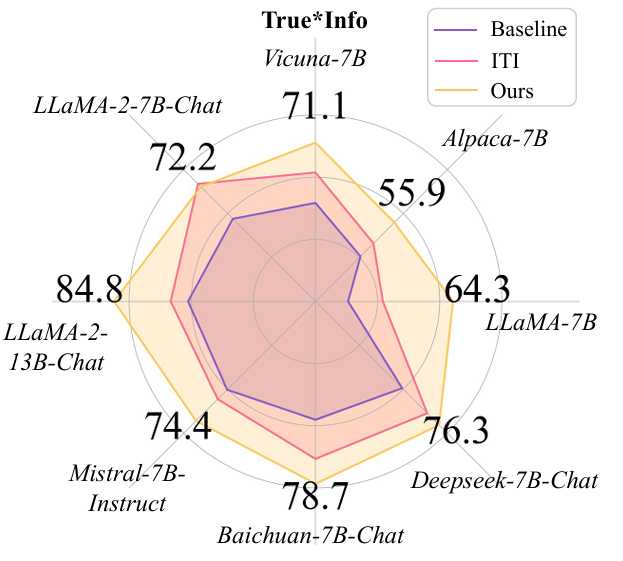 True*Info
Baseline
ITI
Ours
Vicuna-7B
71.1
LLaMA-2-7B-Chat
72.2
Alpaca-7B
55.9
84.8
64.3
LLaMA-2-
13B-Chat
LLaMA-7B
74.4
76.3
Mistral-7B-
Instruct
Deepseek-7B-Chat
78.7
Baichuan-7B-Chat